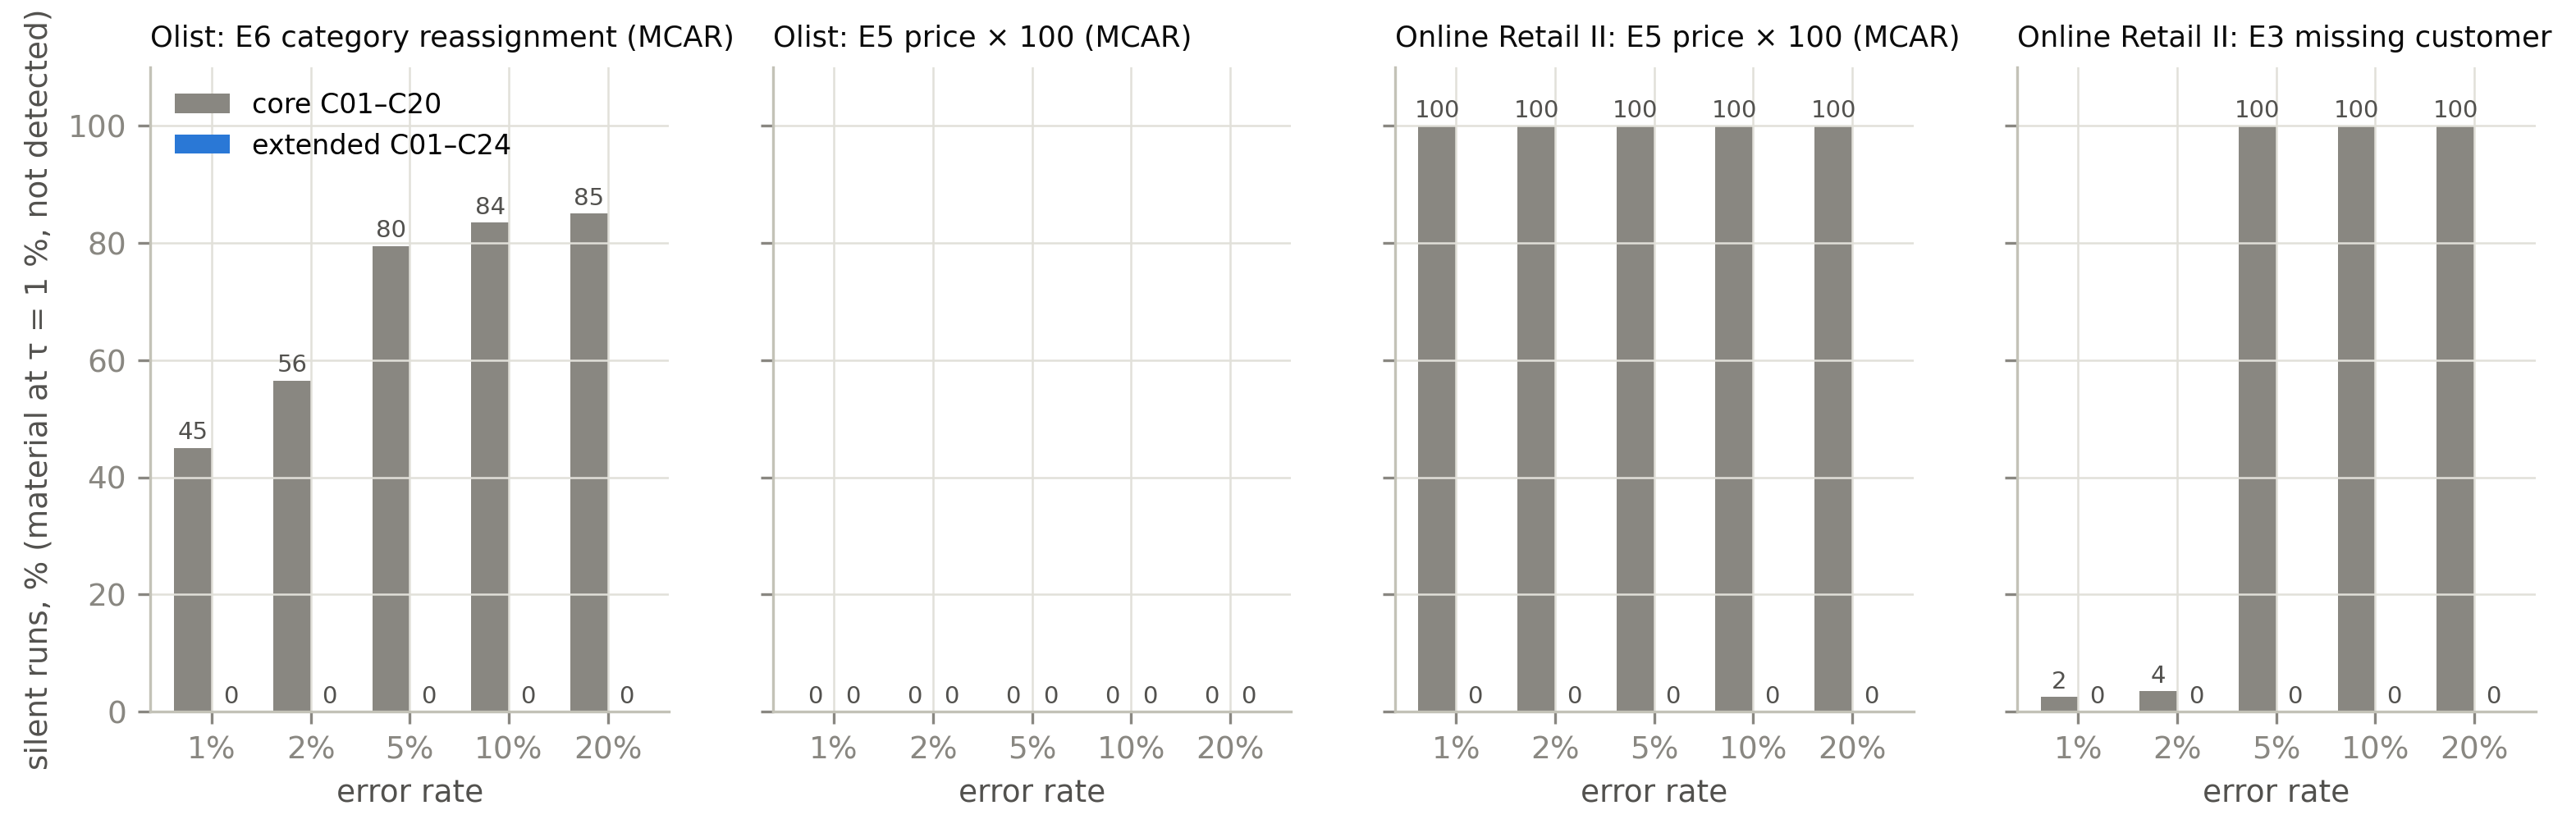 silent runs, % (material at τ = 1 %, not detected)
Olist: E6 category reassignment (MCAR)
core C01–C20
extended C01–C24
100
80
60
40
20
0
45
0
56
0
80
0
84
0
85
0
1% 2% 5% 10% 20%
error rate
Olist: E5 price × 100 (MCAR)
0 0 0 0 0 0 0 0 0 0
1% 2% 5% 10% 20%
error rate
Online Retail II: E5 price × 100 (MCAR)
100 100 100 100 100
0 0 0 0 0
1% 2% 5% 10% 20%
error rate
Online Retail II: E3 missing customer
100 100 100
2 0 4 0 0 0 0
1% 2% 5% 10% 20%
error rate